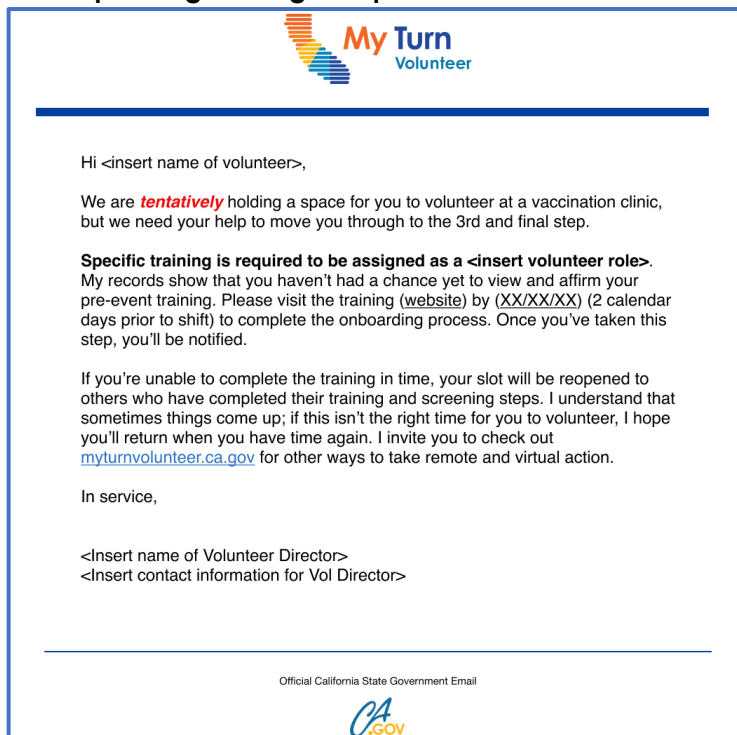 My Turn
Volunteer
Hi <insert name of volunteer>,
We are tentatively holding a space for you to volunteer at a vaccination clinic,
but we need your help to move you through to the 3rd and final step.
Specific training is required to be assigned as a <insert volunteer role>.
My records show that you haven't had a chance yet to view and affirm your
pre-event training. Please visit the training (website) by (XX/XX/XX) (2 calendar
days prior to shift) to complete the onboarding process. Once you've taken this
step, you'll be notified.
If you're unable to complete the training in time, your slot will be reopened to
others who have completed their training and screening steps. I understand that
sometimes things come up; if this isn't the right time for you to volunteer, I hope
you'll return when you have time again. I invite you to check out
myturnvolunteer.ca.gov for other ways to take remote and virtual action.
In service,
<Insert name of Volunteer Director>
<Insert contact information for Vol Director>
Official California State Government Email
CA
.GOV